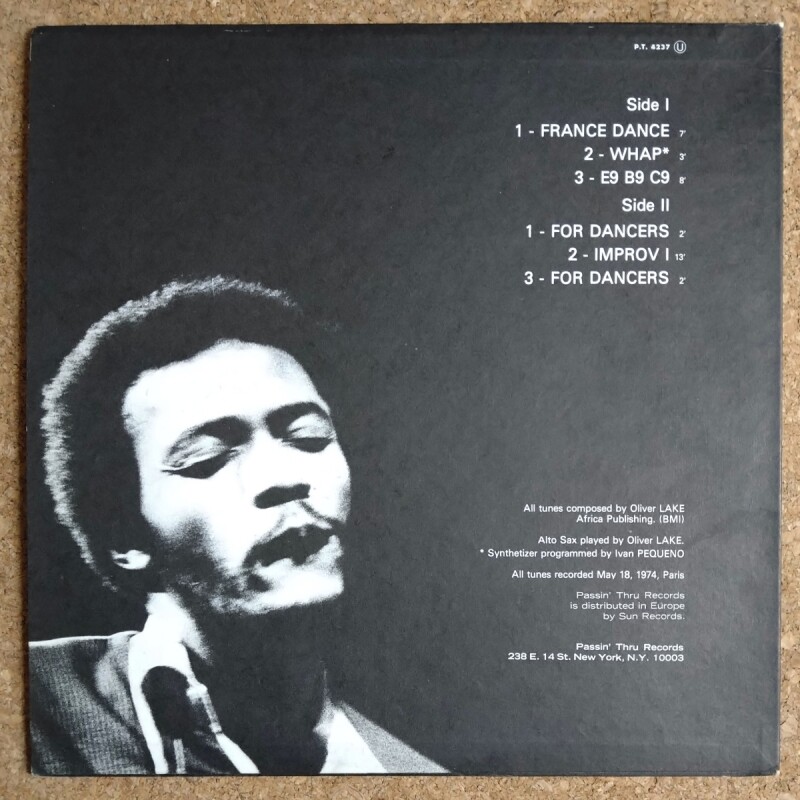 P.T. 4237 U
Side I
1 - FRANCE DANCE 7'
2 - WHAP* 3'
3 - E9 B9 C9 8'
Side II
1 - FOR DANCERS 2'
2 - IMPROV I 13'
3 - FOR DANCERS 2'
All tunes composed by Oliver LAKE
Africa Publishing. (BMI)
Alto Sax played by Oliver LAKE.
* Synthetizer programmed by Ivan PEQUENO
All tunes recorded May 18, 1974, Paris
Passin' Thru Records
is distributed in Europe
by Sun Records.
Passin' Thru Records
238 E. 14 St. New York, N.Y. 10003